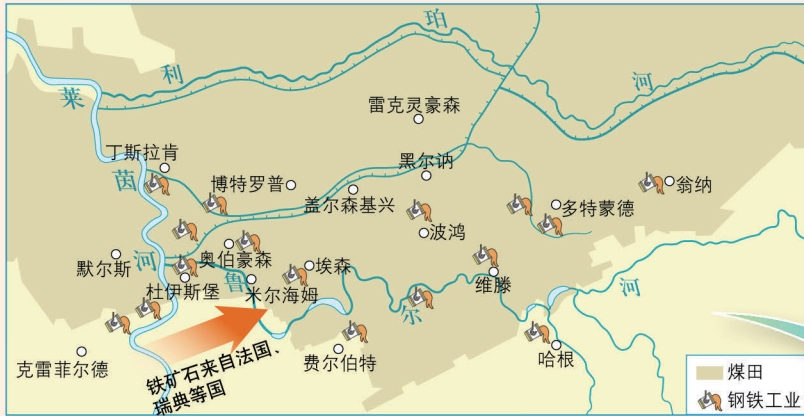 利
珀
河
莱
茵
河
鲁
尔
河
雷克灵豪森
丁斯拉肯
博特罗普
盖尔森基兴
黑尔讷
翁纳
多特蒙德
波鸿
默尔斯
奥伯豪森
埃森
杜伊斯堡
米尔海姆
维滕
克雷菲尔德
费尔伯特
哈根
铁矿石来自法国、
瑞典等国
煤田
钢铁工业